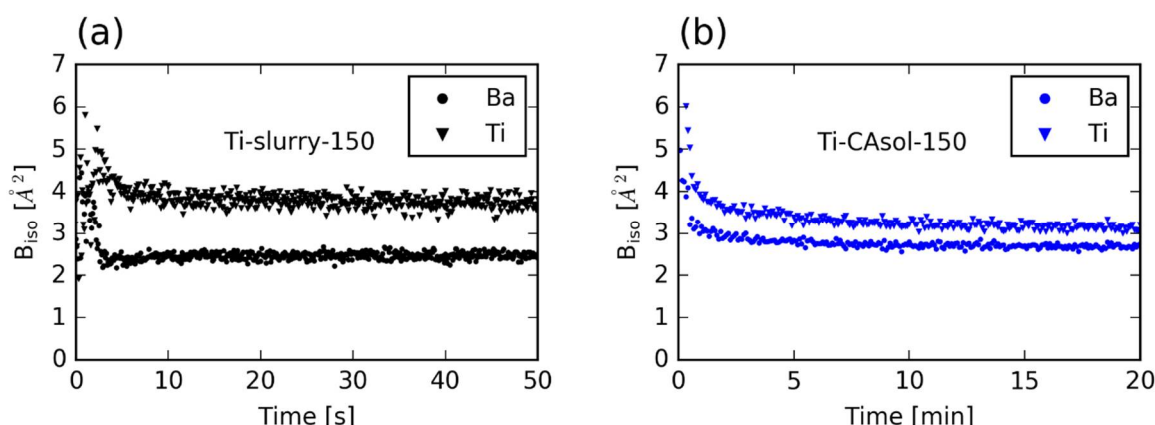 (a)
7
6
5
4
3
2
1
0
B_iso [Å^2]
Ba
Ti
Ti-slurry-150
0 10 20 30 40 50
Time [s]
(b)
7
6
5
4
3
2
1
0
B_iso [Å^2]
Ba
Ti
Ti-CAsol-150
0 5 10 15 20
Time [min]